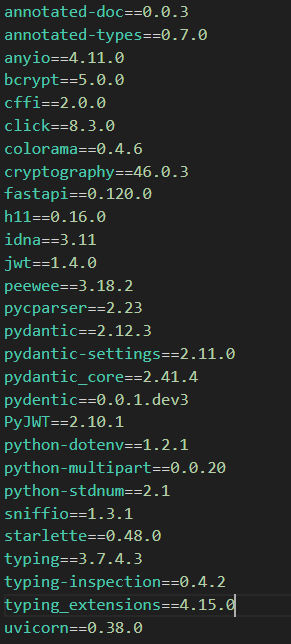 annotated-doc==0.0.3
annotated-types==0.7.0
anyio==4.11.0
bcrypt==5.0.0
cffi==2.0.0
click==8.3.0
colorama==0.4.6
cryptography==46.0.3
fastapi==0.120.0
h11==0.16.0
idna==3.11
jwt==1.4.0
peewee==3.18.2
pycparser==2.23
pydantic==2.12.3
pydantic-settings==2.11.0
pydantic_core==2.41.4
pydentic==0.0.1.dev3
PyJWT==2.10.1
python-dotenv==1.2.1
python-multipart==0.0.20
python-stdnum==2.1
sniffio==1.3.1
starlette==0.48.0
typing==3.7.4.3
typing-inspection==0.4.2
typing_extensions==4.15.0
uvicorn==0.38.0